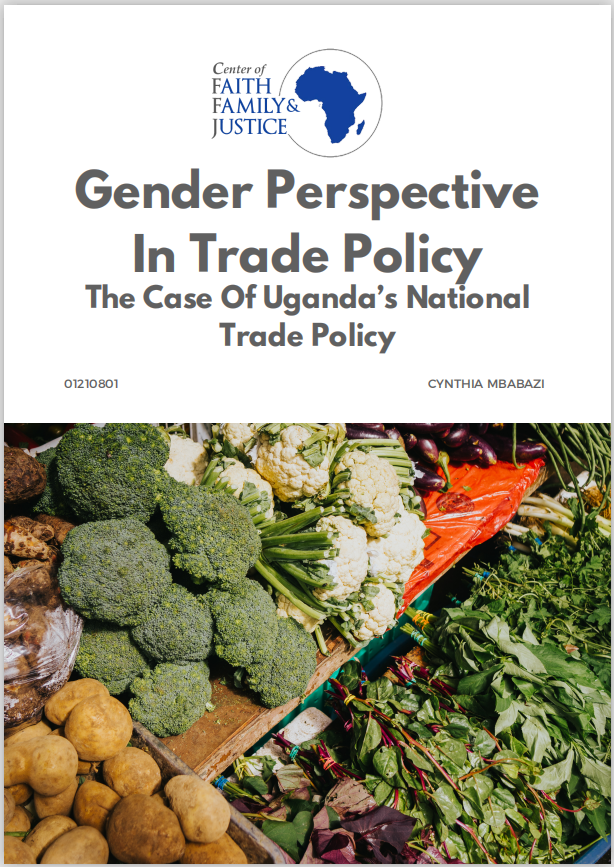 Center of
FAITH
FAMILY&
JUSTICE
Gender Perspective
In Trade Policy
The Case Of Uganda’s National
Trade Policy
01210801
CYNTHIA MBABAZI